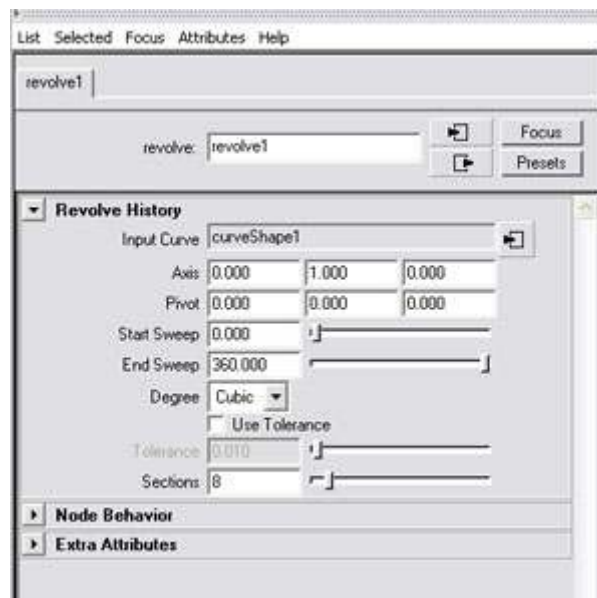 List Selected Focus Attributes Help
revolve1
revolve: revolve1 Focus
Presets
Revolve History
Input Curve curveShape1
Axis 0.000 1.000 0.000
Pivot 0.000 0.000 0.000
Start Sweep 0.000
End Sweep 360.000
Degree Cubic
Use Tolerance
Tolerance 0.010
Sections 8
Node Behavior
Extra Attributes